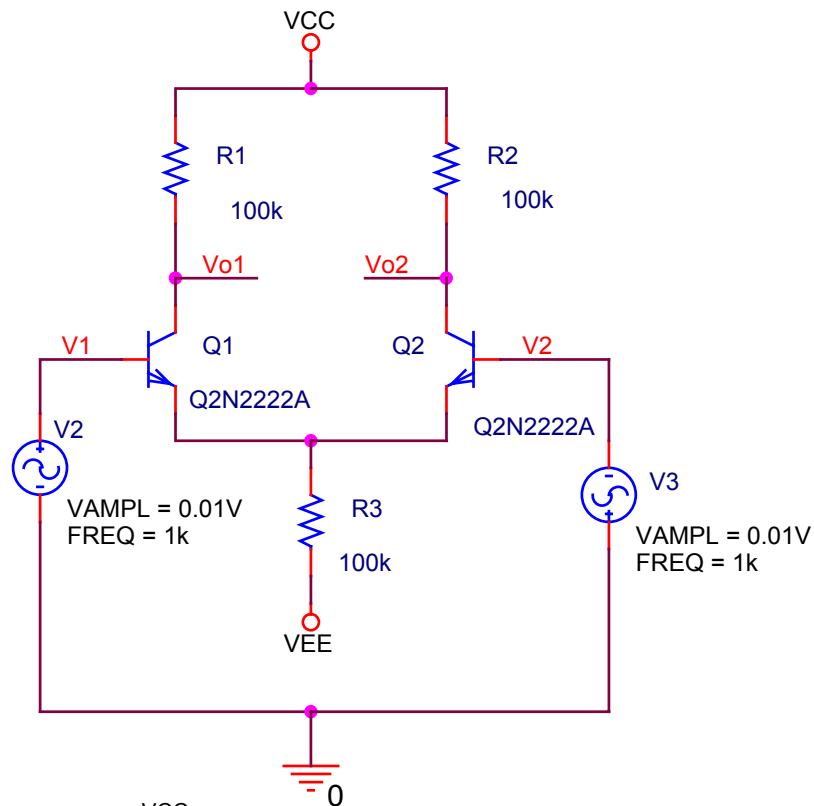 VCC
R1
100k
R2
100k
Vo1
Vo2
V1
Q1
Q2N2222A
Q2
V2
Q2N2222A
V2
VAMPL = 0.01V
FREQ = 1k
R3
100k
V3
VAMPL = 0.01V
FREQ = 1k
VEE
0